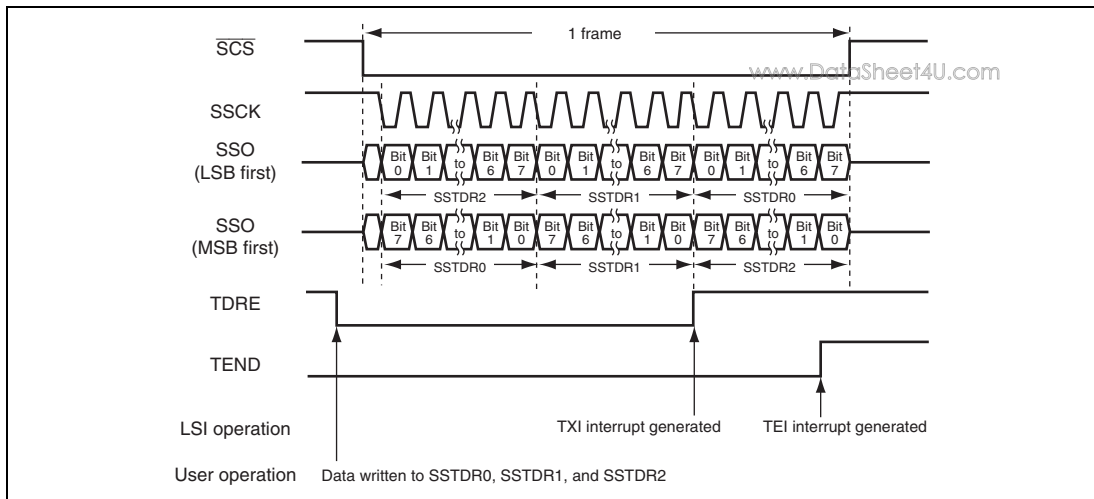 1 frame
SCS
www.DataSheet4U.com
SSCK
SSO
(LSB first)
Bit 0 Bit 1 to Bit 6 Bit 7 Bit 0 Bit 1 to Bit 6 Bit 7 Bit 0 Bit 1 to Bit 6 Bit 7
SSTDR2 SSTDR1 SSTDR0
SSO
(MSB first)
Bit 7 Bit 6 to Bit 1 Bit 0 Bit 7 Bit 6 to Bit 1 Bit 0 Bit 7 Bit 6 to Bit 1 Bit 0
SSTDR0 SSTDR1 SSTDR2
TDRE
TEND
LSI operation TXI interrupt generated TEI interrupt generated
User operation Data written to SSTDR0, SSTDR1, and SSTDR2